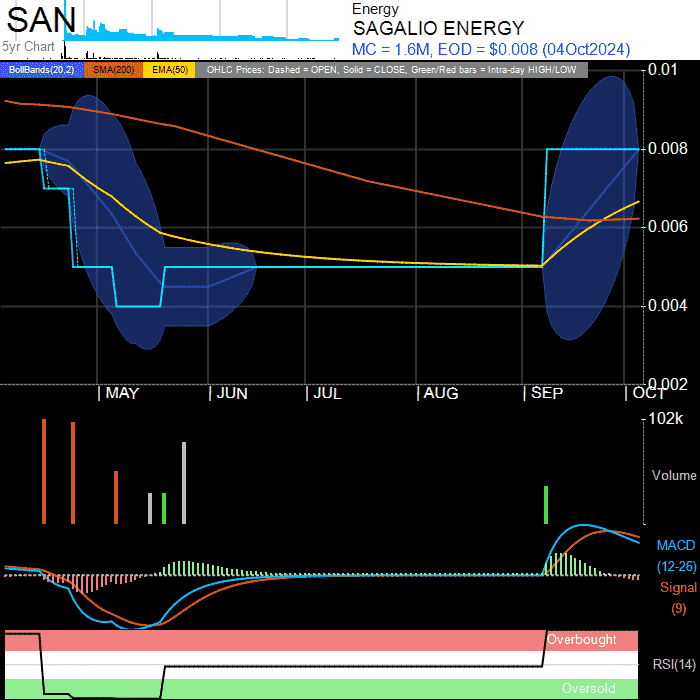 SAN
5yr Chart
Energy
SAGALIO ENERGY
MC = 1.6M, EOD = $0.008 (04Oct2024)
BollBands(20,2) SMA(200) EMA(50) OHLC Prices: Dashed = OPEN, Solid = CLOSE, Green/Red bars = Intra-day HIGH/LOW
0.01
0.008
0.006
0.004
0.002
MAY JUN JUL AUG SEP OCT
102k
Volume
MACD
(12-26)
Signal
(9)
Overbought
RSI(14)
Oversold